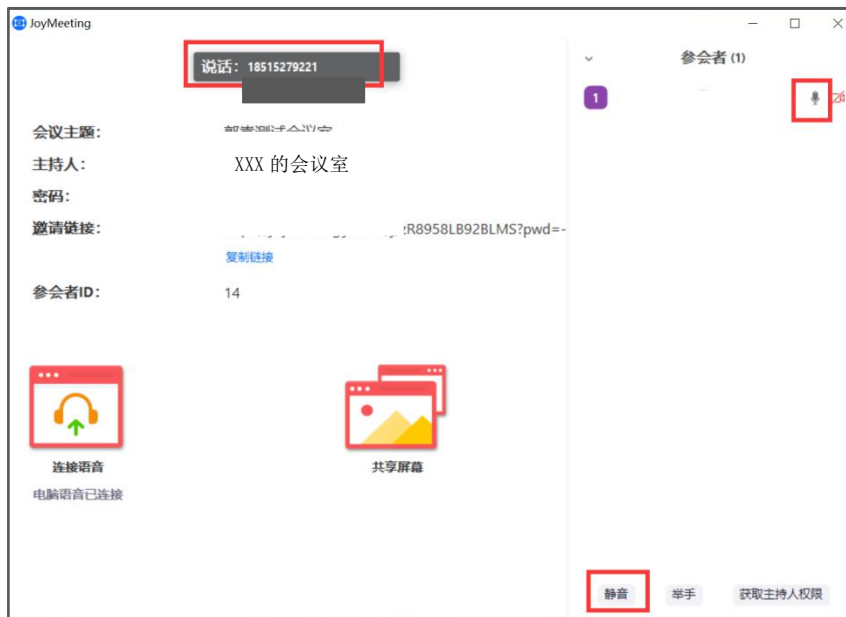 JoyMeeting
说话：18515279221
参会者 (1)
1
会议主题：
主持人：
XXX 的会议室
密码：
邀请链接：
R8958LB92BLMS?pwd=-
复制链接
参会者ID：
14
连接语音
共享屏幕
电脑语音已连接
静音
举手
获取主持人权限